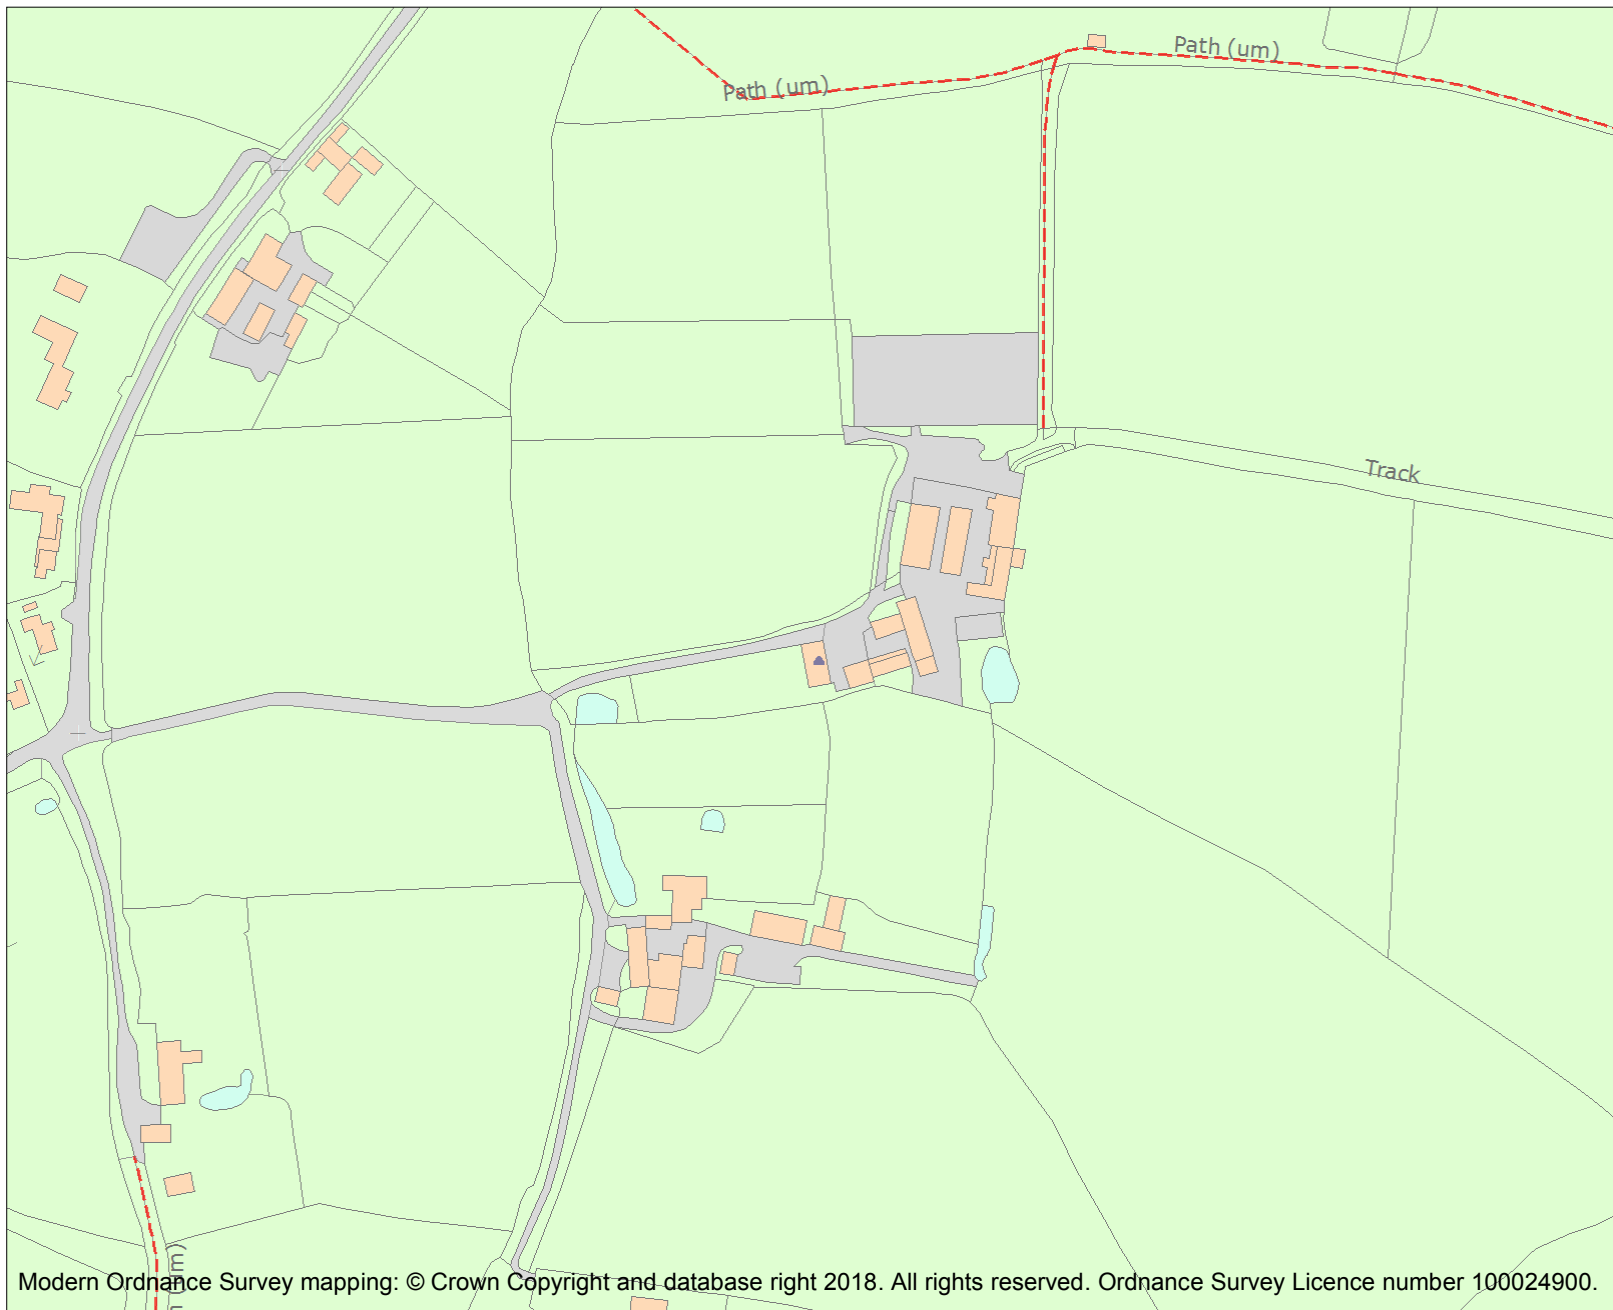 Path (um)
Path (um)
Track
(um)
Modern Ordnance Survey mapping: © Crown Copyright and database right 2018. All rights reserved. Ordnance Survey Licence number 100024900.